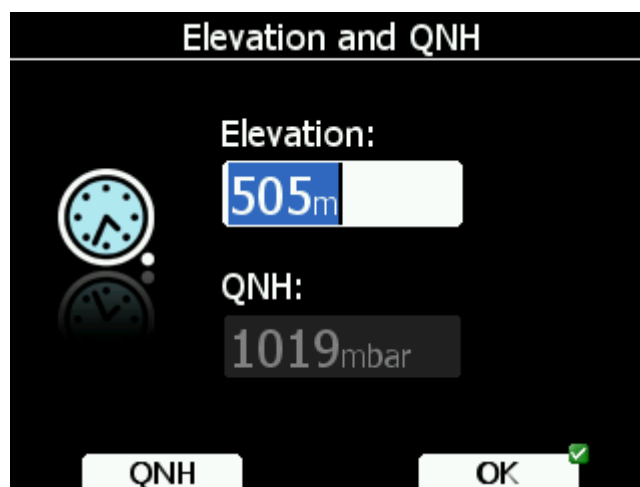 Elevation and QNH
Elevation:
505m
QNH:
1019mbar
QNH
OK